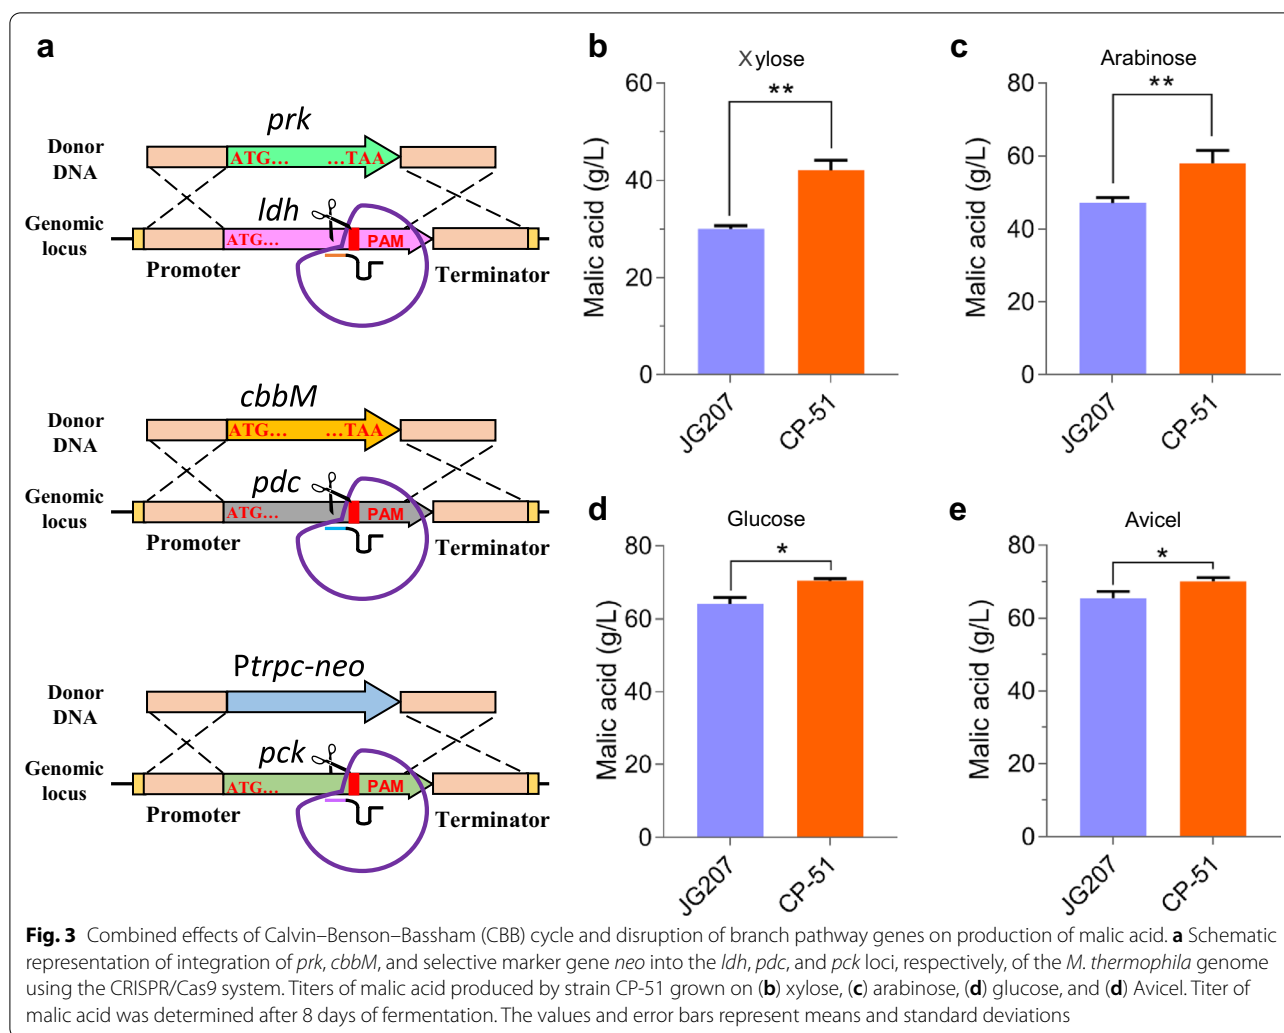 a
prk
Donor
DNA
ATG... ...TAA
ldh
Genomic
locus
ATG... PAM
Promoter Terminator
cbbM
Donor
DNA
ATG... ...TAA
pdc
Genomic
locus
ATG... PAM
Promoter Terminator
Ptrpc-neo
Donor
DNA
pck
Genomic
locus
ATG... PAM
Promoter Terminator
b
Xylose
Malic acid (g/L)
60
40
20
0
**
JG207 CP-51
c
Arabinose
Malic acid (g/L)
80
60
40
20
0
**
JG207 CP-51
d
Glucose
Malic acid (g/L)
80
60
40
20
0
*
JG207 CP-51
e
Avicel
Malic acid (g/L)
80
60
40
20
0
*
JG207 CP-51
Fig. 3 Combined effects of Calvin–Benson–Bassham (CBB) cycle and disruption of branch pathway genes on production of malic acid. a Schematic
representation of integration of prk, cbbM, and selective marker gene neo into the ldh, pdc, and pck loci, respectively, of the M. thermophila genome
using the CRISPR/Cas9 system. Titers of malic acid produced by strain CP-51 grown on (b) xylose, (c) arabinose, (d) glucose, and (d) Avicel. Titer of
malic acid was determined after 8 days of fermentation. The values and error bars represent means and standard deviations